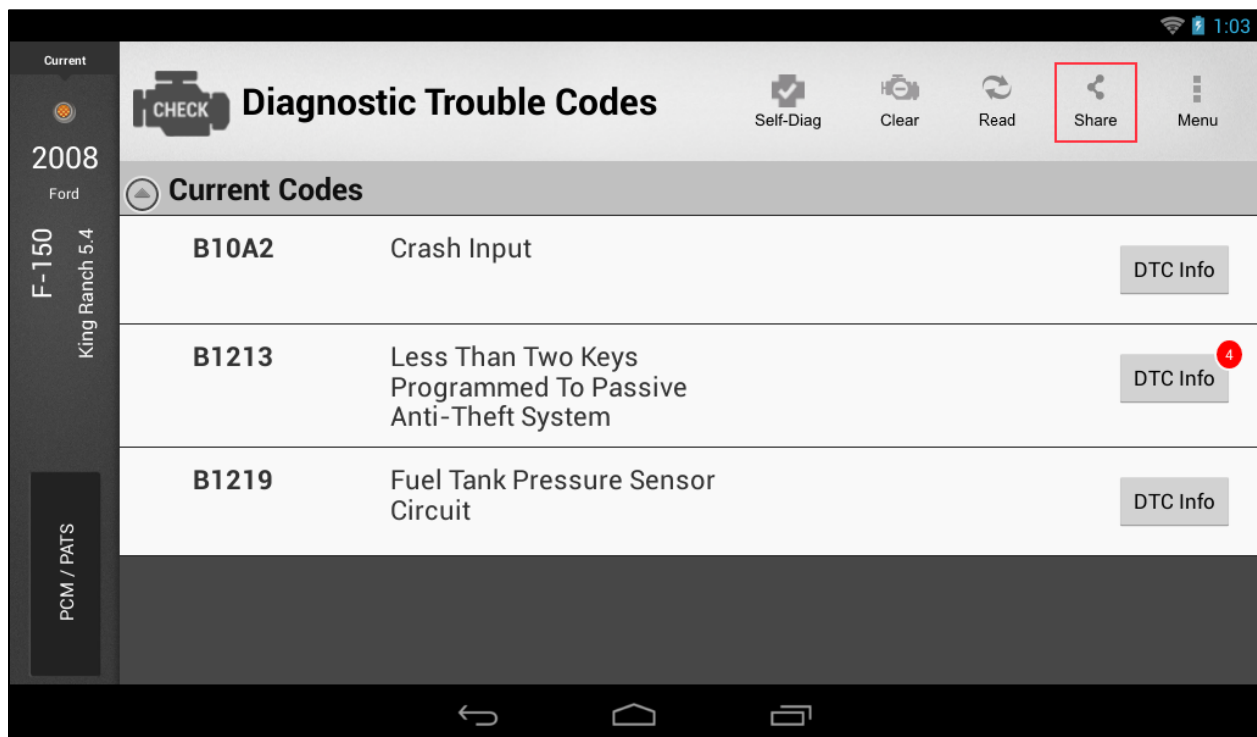 1:03
Current
2008
Ford
F-150
King Ranch 5.4
PCM / PATS
CHECK
Diagnostic Trouble Codes
Self-Diag
Clear
Read
Share
Menu
Current Codes
B10A2
Crash Input
DTC Info
B1213
Less Than Two Keys
Programmed To Passive
Anti-Theft System
DTC Info
4
B1219
Fuel Tank Pressure Sensor
Circuit
DTC Info